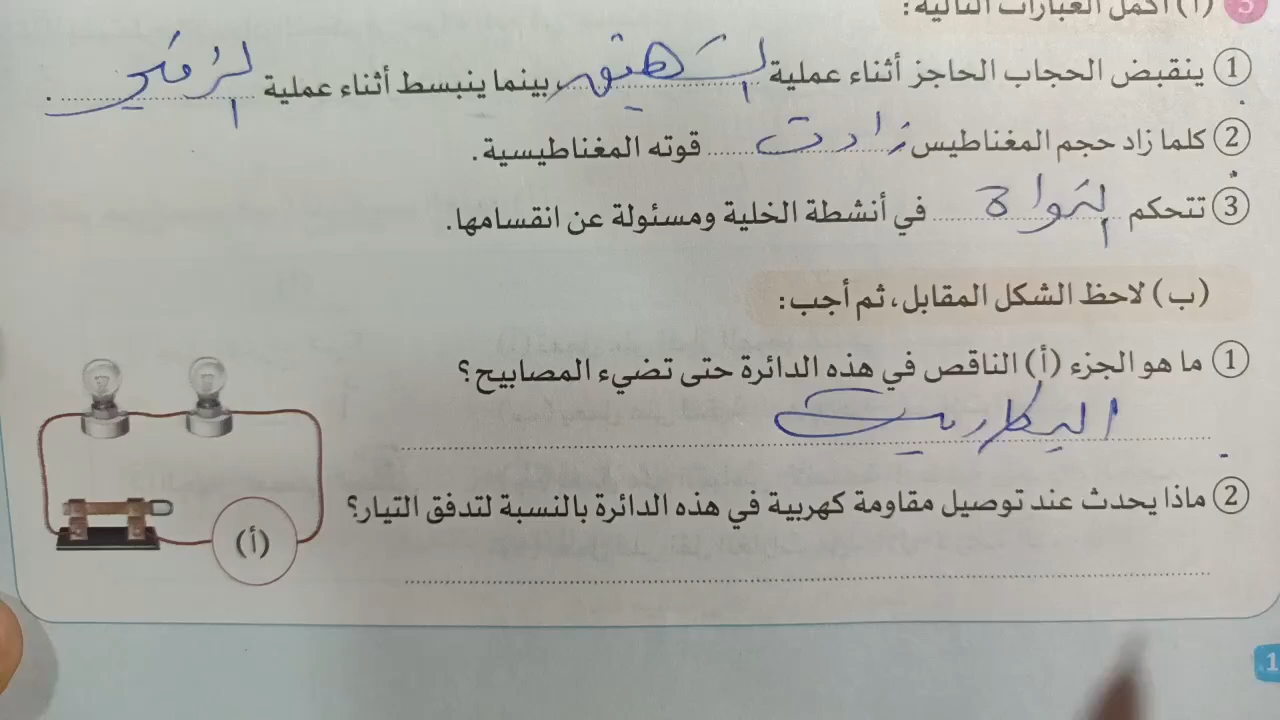 (أ) أكمل العبارات التالية:
① ينقبض الحجاب الحاجز أثناء عملية الشهيق، بينما ينبسط أثناء عملية الزفير.
② كلما زاد حجم المغناطيس زادت قوته المغناطيسية.
③ تتحكم النواة في أنشطة الخلية ومسئولة عن انقسامها.
(ب) لاحظ الشكل المقابل، ثم أجب:
① ما هو الجزء (أ) الناقص في هذه الدائرة حتى تضيء المصابيح؟
البطاريت
② ماذا يحدث عند توصيل مقاومة كهربية في هذه الدائرة بالنسبة لتدفق التيار؟
(أ)